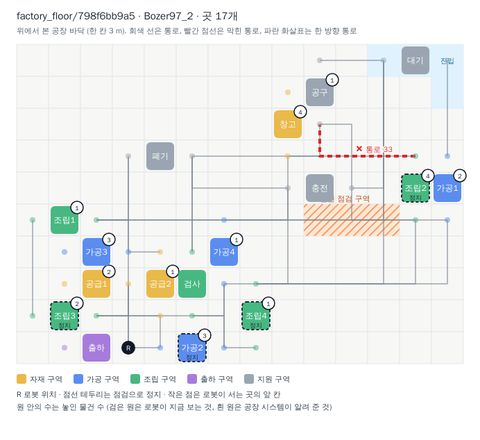 factory_floor/798f6bb9a5 · Bozer97_2 · 곳 17개
위에서 본 공장 바닥 (한 칸 3 m). 회색 선은 통로, 빨간 점선은 막힌 통로, 파란 화살표는 한 방향 통로
대기
공구 1
창고 4
✖ 통로 33
폐기
충전
조립2 4
정지
가공1 2
점검 구역
조립1 1
가공3 3
가공4 1
공급1 2
공급2 1
검사
조립3 2
정지
조립4 1
정지
출하
R
가공2 3
정지
자재 구역
가공 구역
조립 구역
출하 구역
지원 구역
R 로봇 위치 · 점선 테두리는 점검으로 정지 · 작은 점은 로봇이 서는 곳의 앞 칸
원 안의 수는 놓인 물건 수 (검은 원은 로봇이 지금 보는 것, 흰 원은 공장 시스템이 알려 준 것)